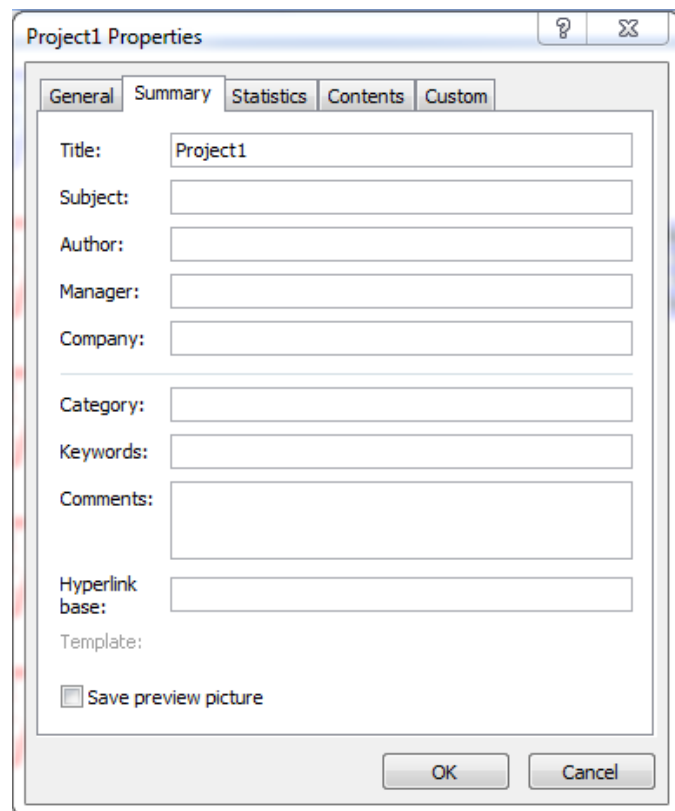 Project1 Properties
General Summary Statistics Contents Custom
Title: Project1
Subject:
Author:
Manager:
Company:
Category:
Keywords:
Comments:
Hyperlink
base:
Template:
Save preview picture
OK Cancel